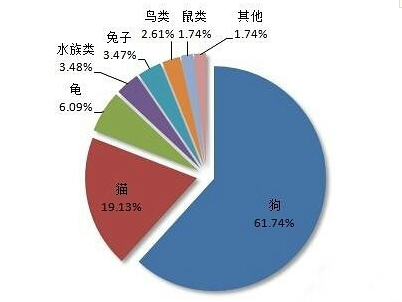 鸟类
2.61%
鼠类
1.74%
其他
1.74%
兔子
3.47%
水族类
3.48%
龟
6.09%
猫
19.13%
狗
61.74%